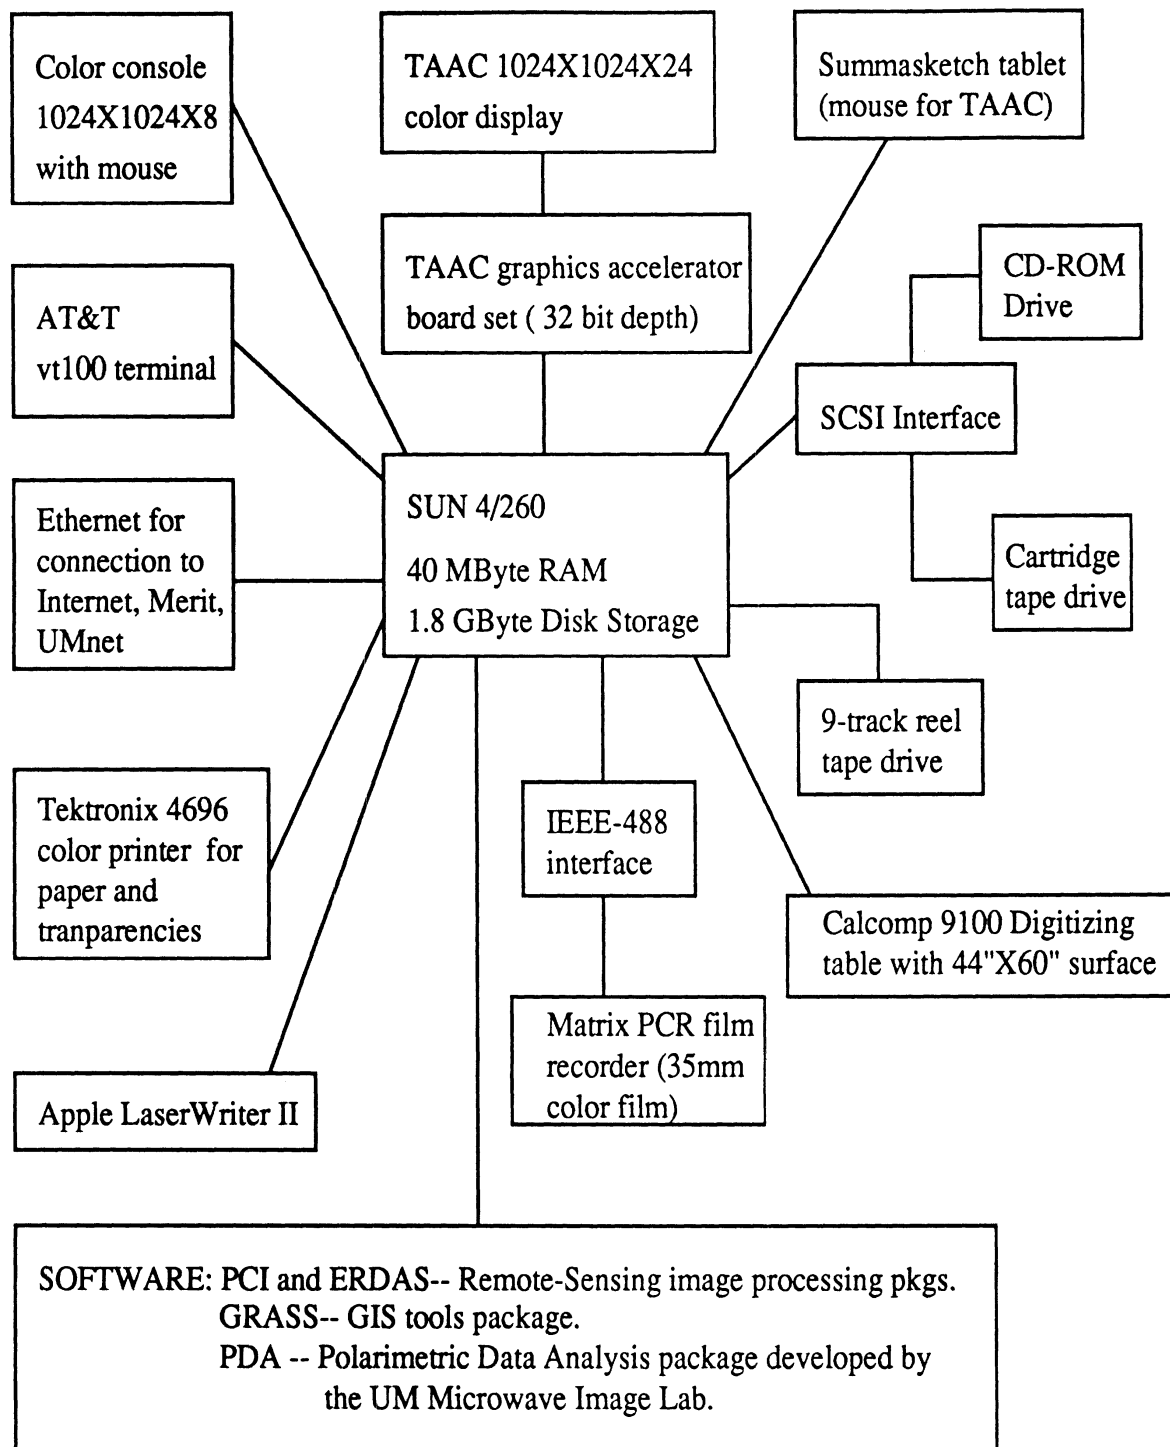 Color console
1024X1024X8
with mouse
TAAC 1024X1024X24
color display
Summasketch tablet
(mouse for TAAC)
TAAC graphics accelerator
board set ( 32 bit depth)
CD-ROM
Drive
AT&T
vt100 terminal
SCSI Interface
SUN 4/260
40 MByte RAM
1.8 GByte Disk Storage
Ethernet for
connection to
Internet, Merit,
UMnet
Cartridge
tape drive
9-track reel
tape drive
Tektronix 4696
color printer for
paper and
tranparencies
IEEE-488
interface
Calcomp 9100 Digitizing
table with 44"X60" surface
Matrix PCR film
recorder (35mm
color film)
Apple LaserWriter II
SOFTWARE: PCI and ERDAS-- Remote-Sensing image processing pkgs.
GRASS-- GIS tools package.
PDA -- Polarimetric Data Analysis package developed by
the UM Microwave Image Lab.